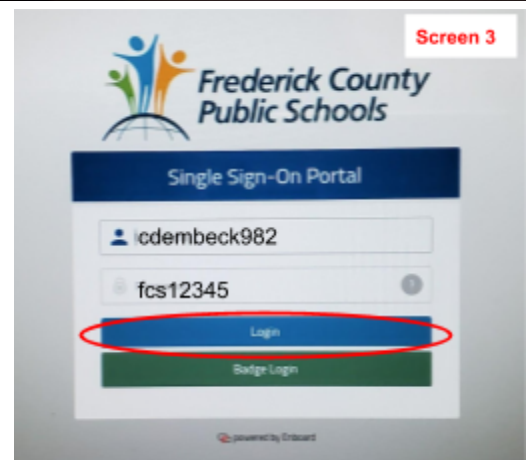 Screen 3
Frederick County
Public Schools
Single Sign-On Portal
cdembeck982
fcs12345
Login
Badge Login
powered by Enboard